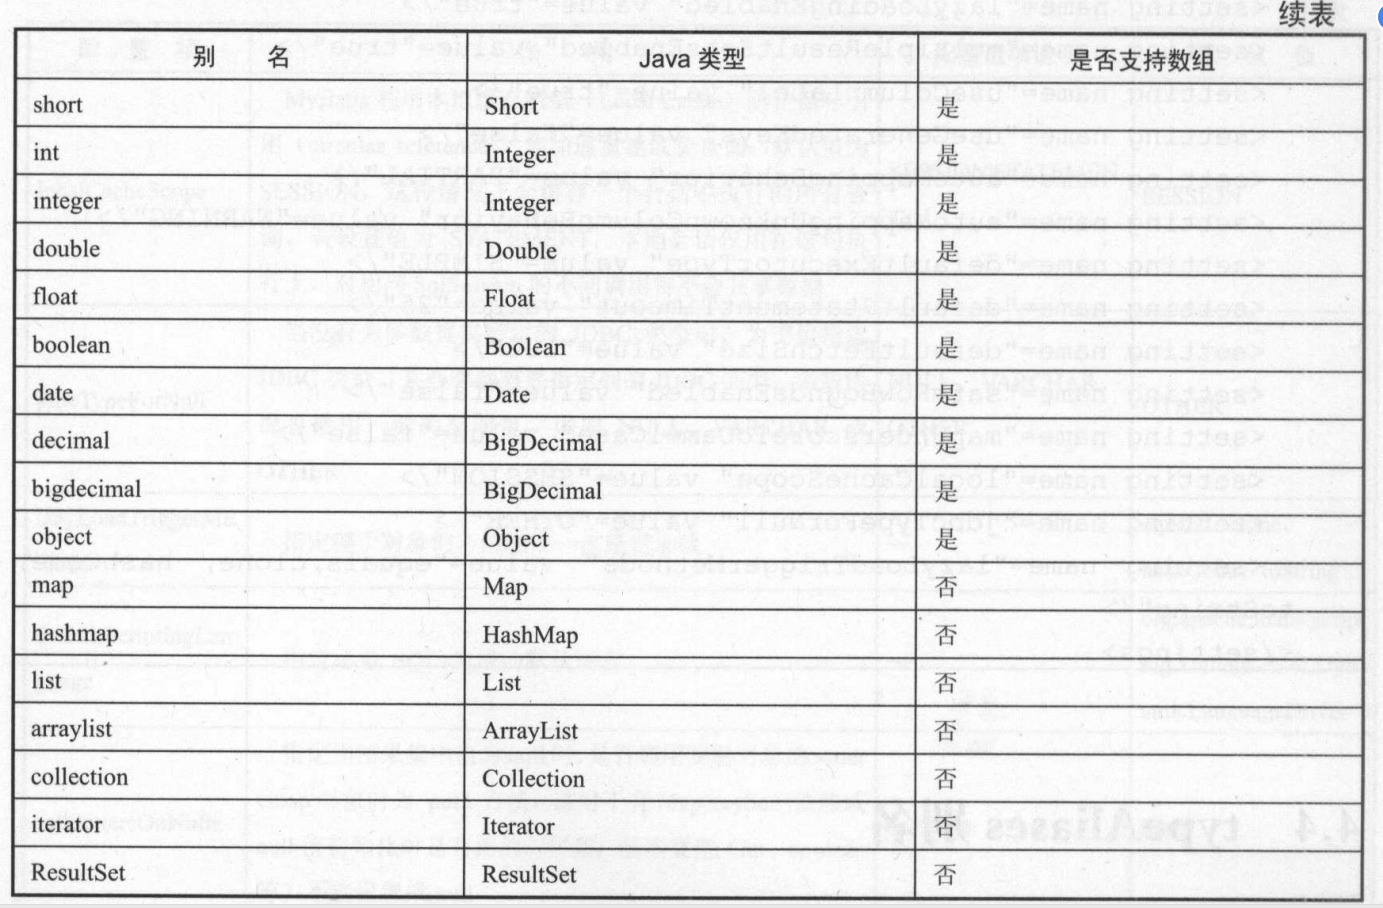 续表
别 名 Java 类型 是否支持数组
short Short 是
int Integer 是
integer Integer 是
double Double 是
float Float 是
boolean Boolean 是
date Date 是
decimal BigDecimal 是
bigdecimal BigDecimal 是
object Object 是
map Map 否
hashmap HashMap 否
list List 否
arraylist ArrayList 否
collection Collection 否
iterator Iterator 否
ResultSet ResultSet 否